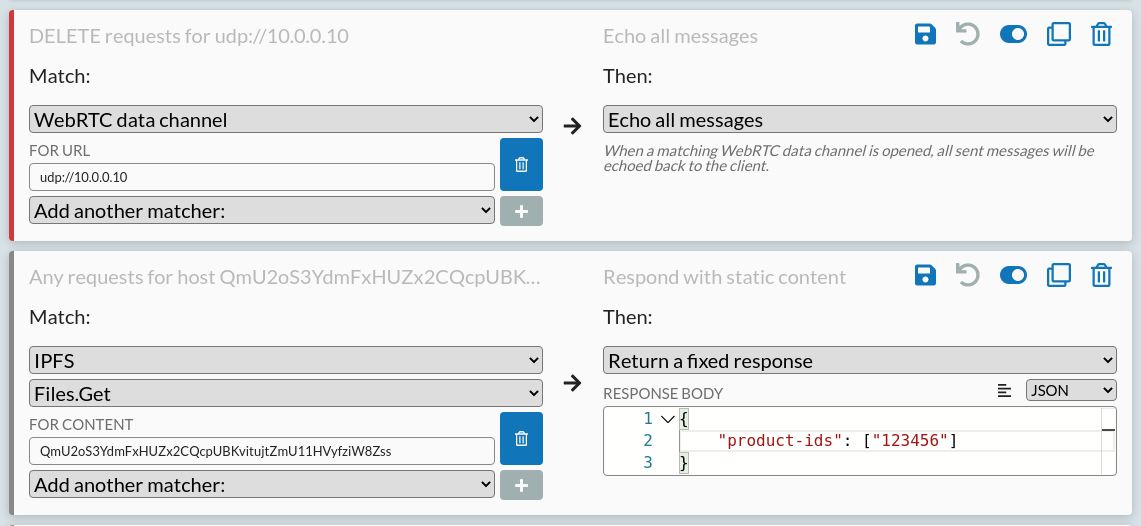 DELETE requests for udp://10.0.0.10
Echo all messages
Match:
Then:
WebRTC data channel
Echo all messages
FOR URL
udp://10.0.0.10
Add another matcher:
When a matching WebRTC data channel is opened, all sent messages will be
echoed back to the client.
Any requests for host QmU2oS3YdmFxHUZx2CQcpUBK...
Respond with static content
Match:
Then:
IPFS
Files.Get
Return a fixed response
FOR CONTENT
QmU2oS3YdmFxHUZx2CQcpUBKvitujtZmU11HVyfziW8Zss
Add another matcher:
RESPONSE BODY
JSON
1 {
2 "product-ids": ["123456"]
3 }